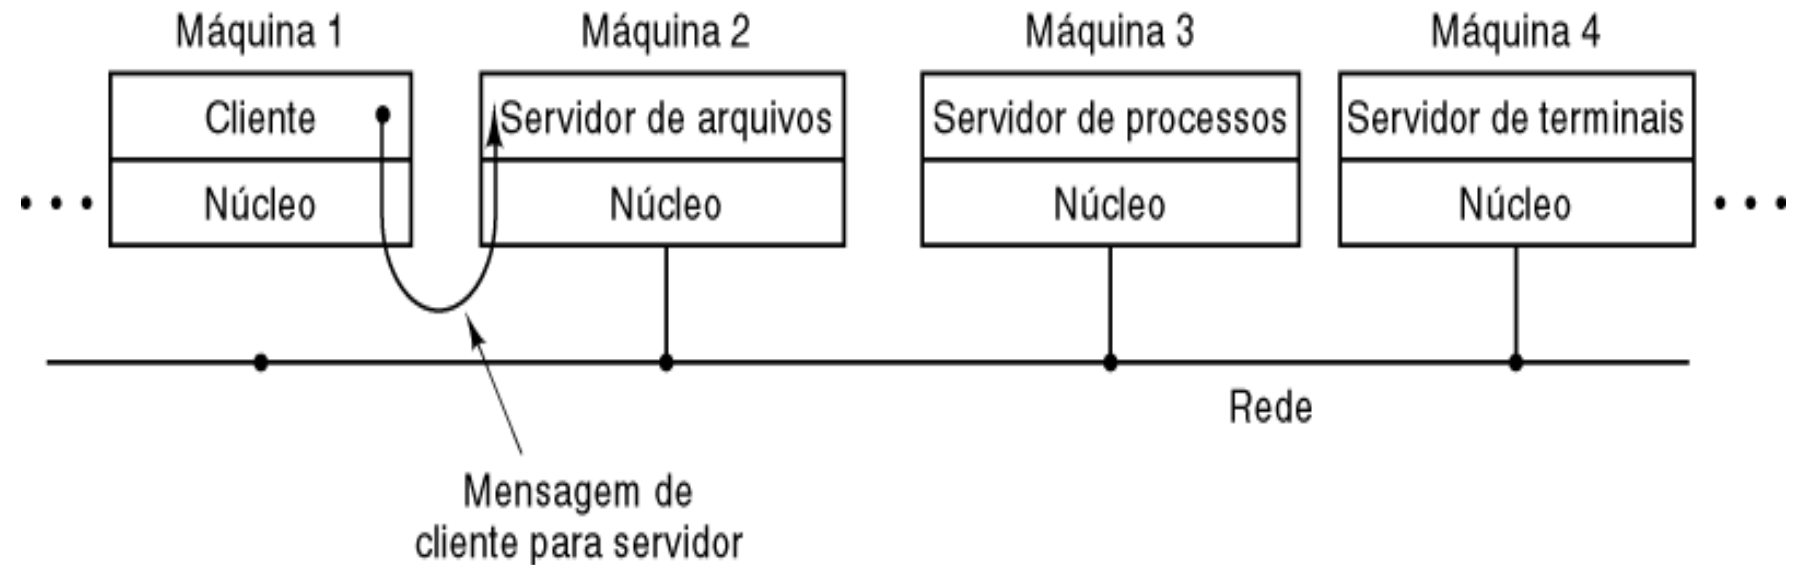 Máquina 1
Máquina 2
Máquina 3
Máquina 4
Cliente
Servidor de arquivos
Servidor de processos
Servidor de terminais
Núcleo
Núcleo
Núcleo
Núcleo
Rede
Mensagem de
cliente para servidor